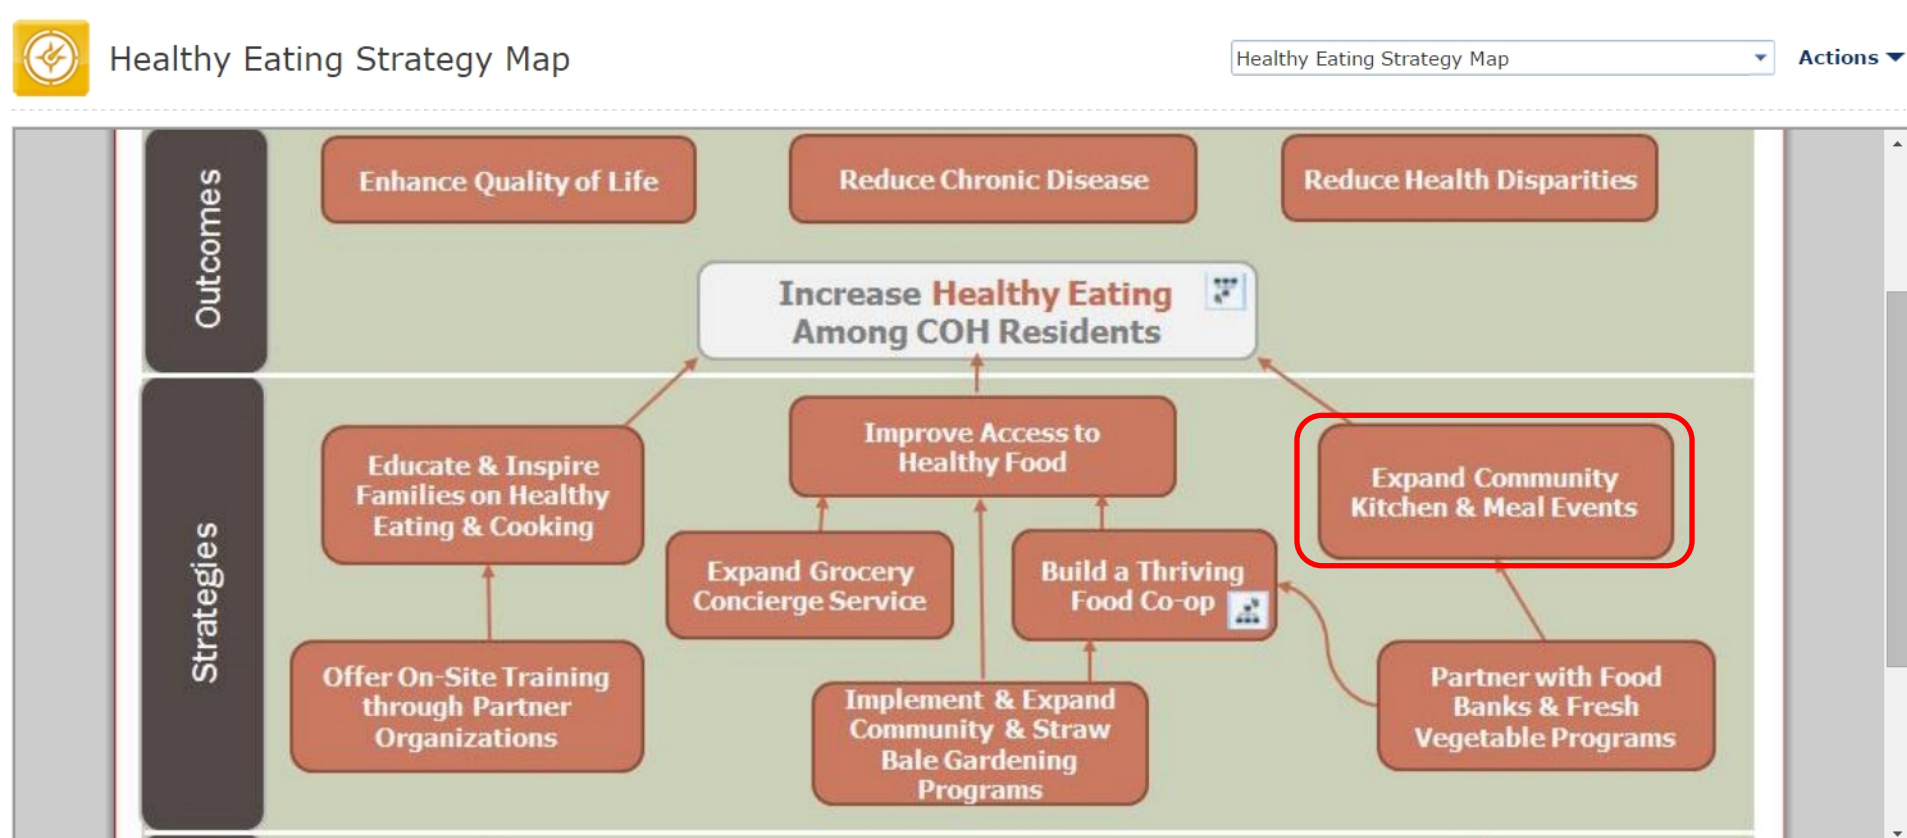 Healthy Eating Strategy Map
Healthy Eating Strategy Map
Actions
Outcomes
Enhance Quality of Life
Reduce Chronic Disease
Reduce Health Disparities
Increase Healthy Eating
Among COH Residents
Strategies
Educate & Inspire
Families on Healthy
Eating & Cooking
Improve Access to
Healthy Food
Expand Community
Kitchen & Meal Events
Expand Grocery
Concierge Service
Build a Thriving
Food Co-op
Offer On-Site Training
through Partner
Organizations
Implement & Expand
Community & Straw
Bale Gardening
Programs
Partner with Food
Banks & Fresh
Vegetable Programs